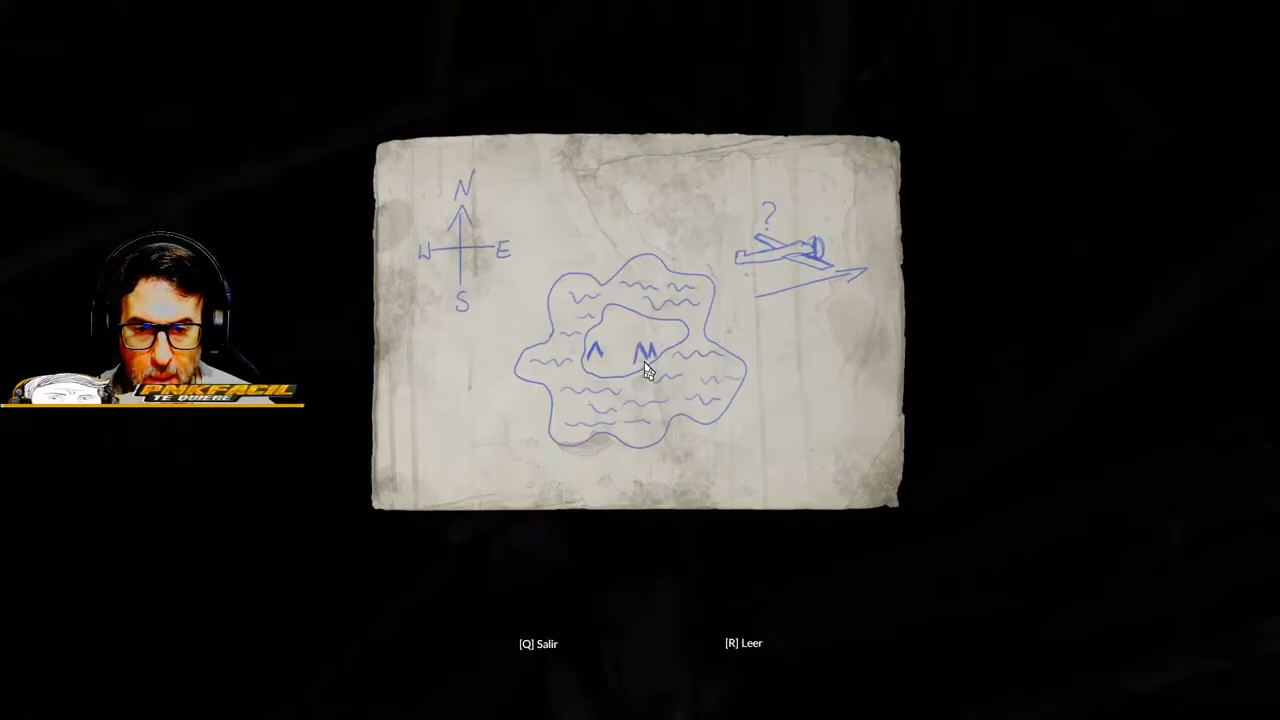 N
W E
S
?
PNKFACIL
TE QUIERE
[Q] Salir
[R] Leer